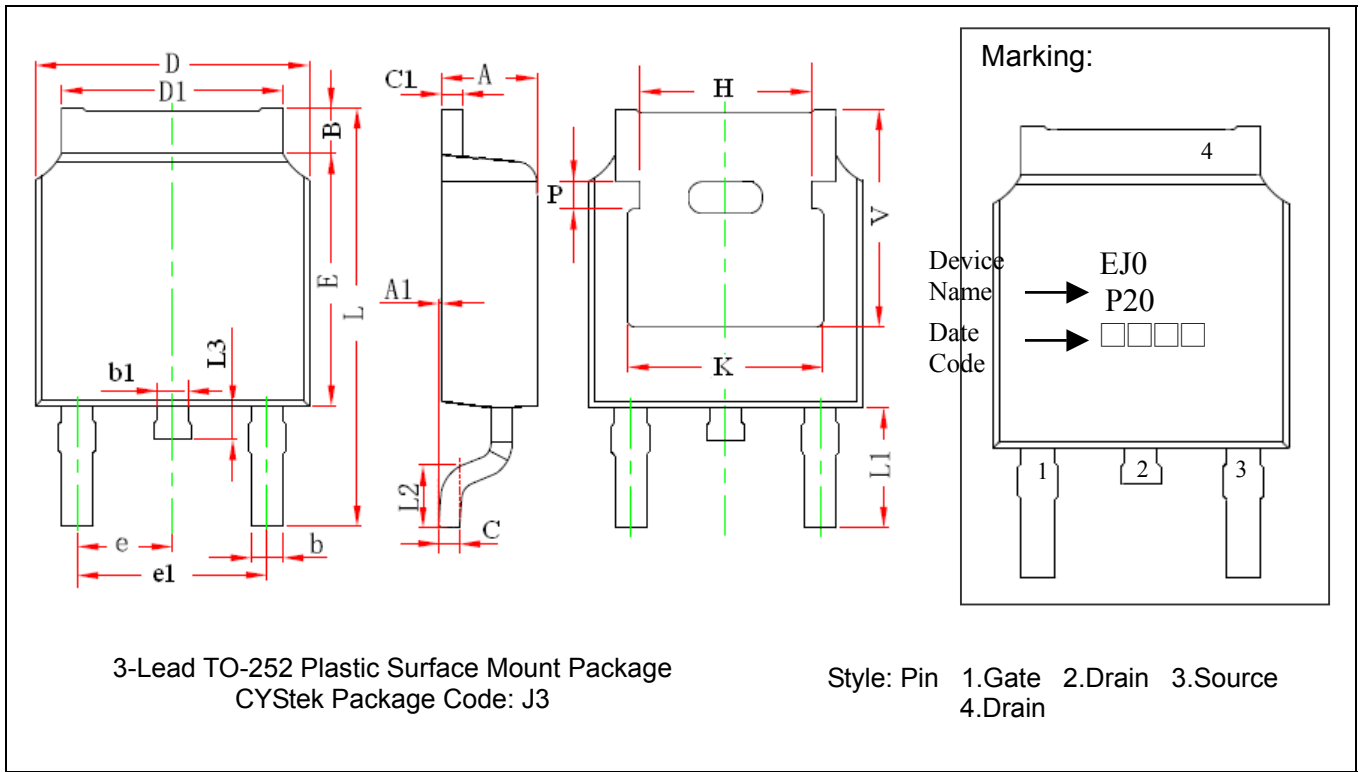 D
D1
B
E
L
L3
b1
e
b
e1
C1
A
A1
L2
C
H
P
V
K
L1
Marking:
4
Device
Name
EJ0
P20
Date
Code
□□□□
1
2
3
3-Lead TO-252 Plastic Surface Mount Package
CYStek Package Code: J3
Style: Pin 1.Gate 2.Drain 3.Source
4.Drain